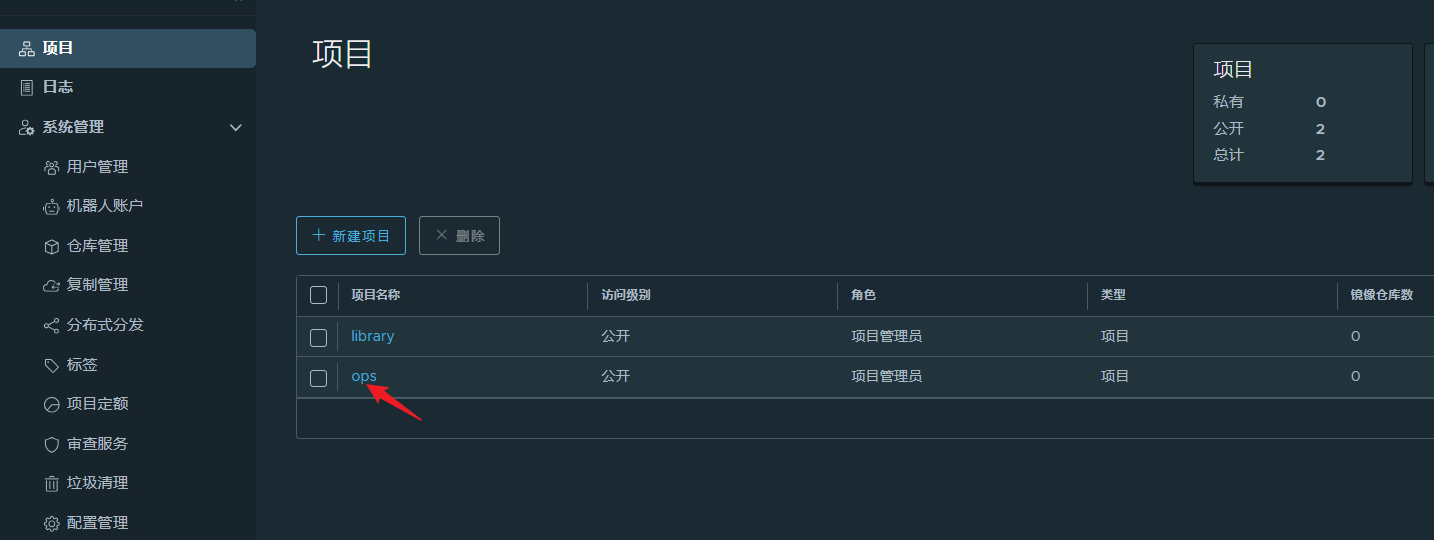 项目
日志
系统管理
用户管理
机器人账户
仓库管理
复制管理
分布式分发
标签
项目定额
审查服务
垃圾清理
配置管理
项目
项目
私有 0
公开 2
总计 2
新建项目 删除
项目名称 访问级别 角色 类型 镜像仓库数
library 公开 项目管理员 项目 0
ops 公开 项目管理员 项目 0